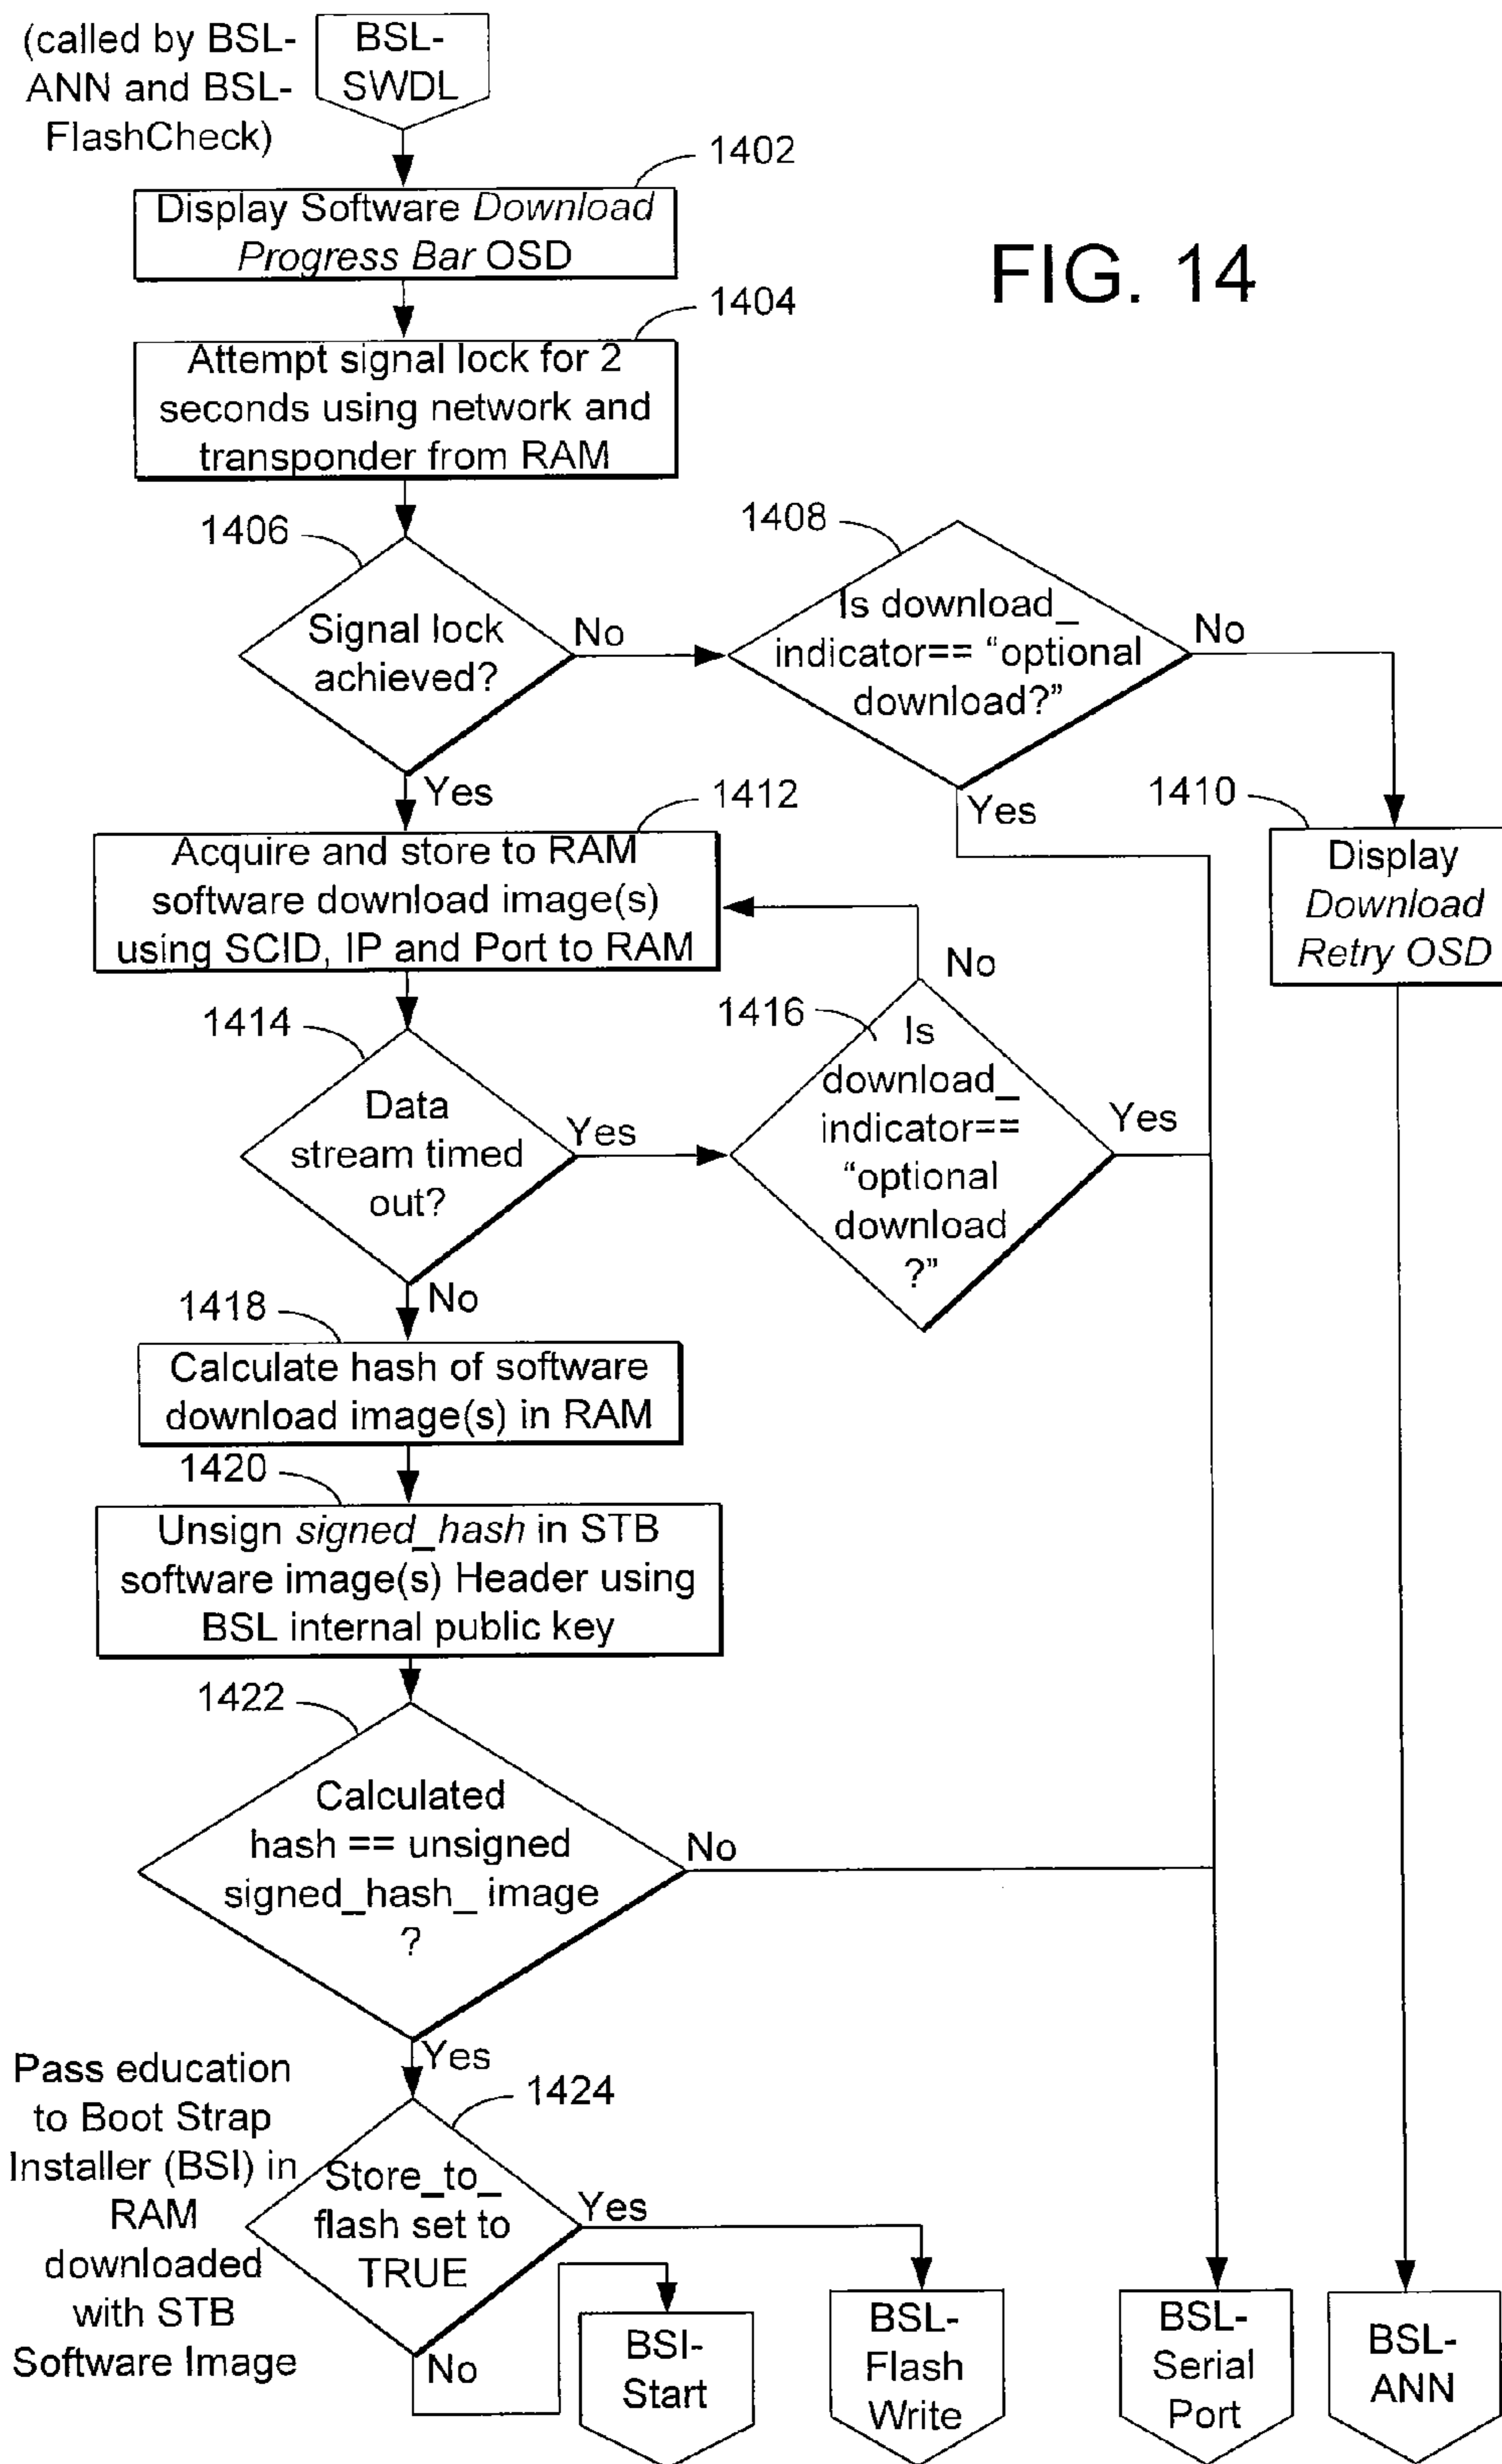 (called by BSL-
ANN and BSL-
FlashCheck)
BSL-
SWDL
1402
Display Software Download
Progress Bar OSD
FIG. 14
1404
Attempt signal lock for 2
seconds using network and
transponder from RAM
1406
Signal lock
achieved?
No
Yes
1408
Is download_
indicator== “optional
download?”
No
Yes
1410
Display
Download
Retry OSD
1412
Acquire and store to RAM
software download image(s)
using SCID, IP and Port to RAM
1414
Data
stream timed
out?
Yes
No
1416
Is
download_
indicator==
“optional
download
?”
No
Yes
1418
Calculate hash of software
download image(s) in RAM
1420
Unsign signed_hash in STB
software image(s) Header using
BSL internal public key
1422
Calculated
hash == unsigned
signed_hash_ image
?
No
Yes
Pass education
to Boot Strap
Installer (BSI) in
RAM
downloaded
with STB
Software Image
1424
Store_to_
flash set to
TRUE
Yes
No
BSI-
Start
BSL-
Flash
Write
BSL-
Serial
Port
BSL-
ANN